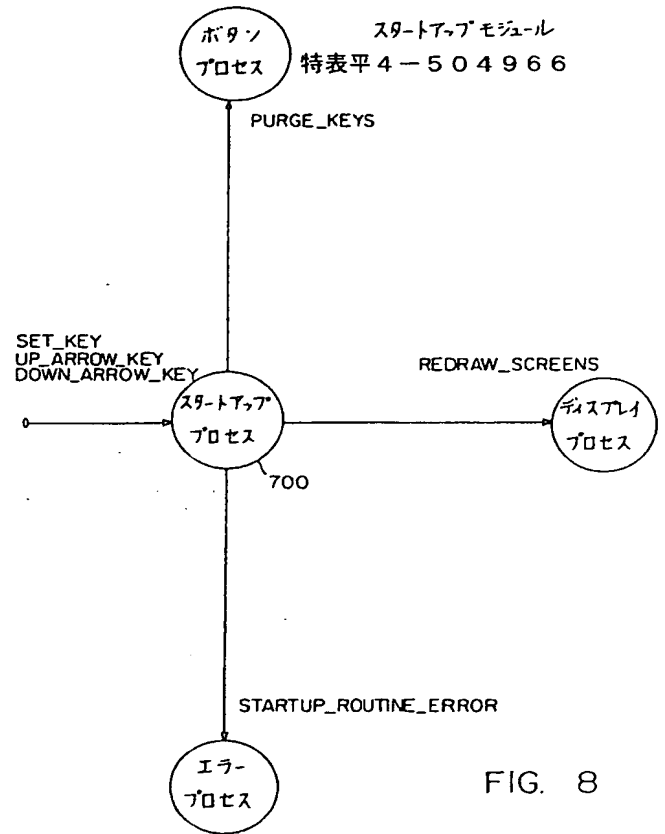 ボタン
プロセス
スタートアップ モジュール
特表平4-504966
PURGE_KEYS
SET_KEY
UP_ARROW_KEY
DOWN_ARROW_KEY
REDRAW_SCREENS
スタートアップ
プロセス
ディスプレイ
プロセス
700
STARTUP_ROUTINE_ERROR
エラー
プロセス
FIG. 8